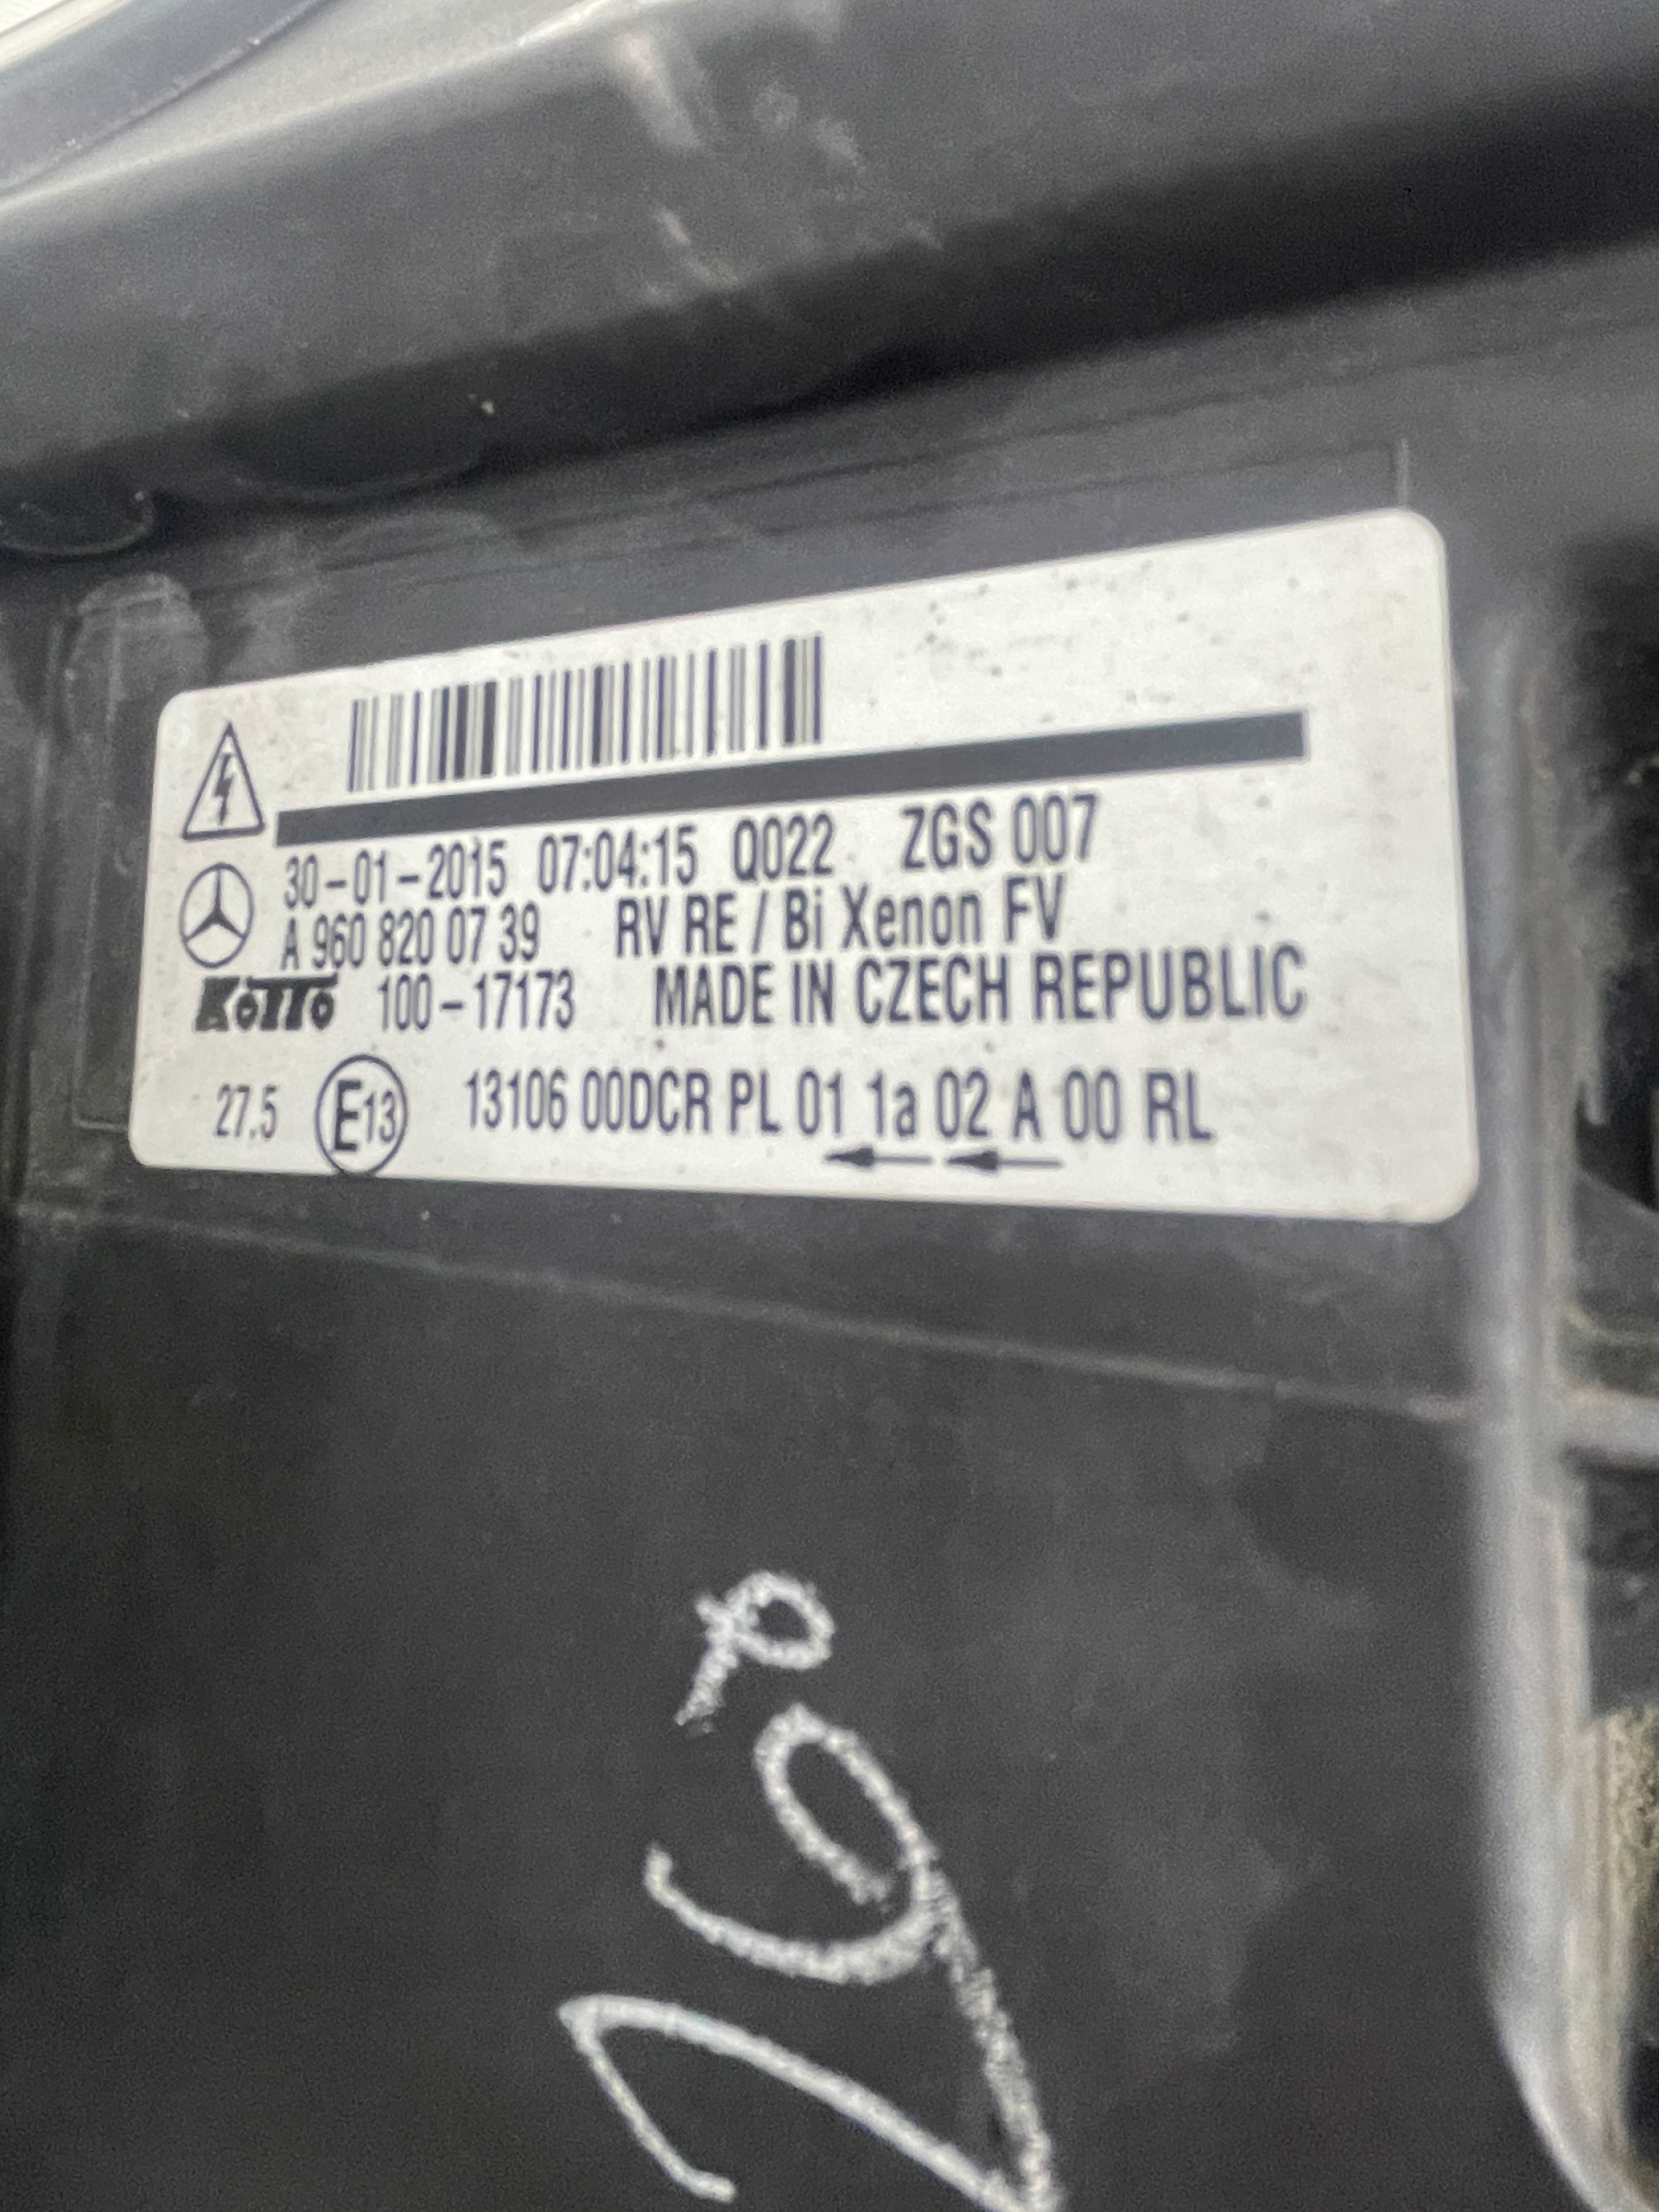 30-01-2015 07:04:15 Q022 ZGS 007
A 960 820 07 39 RV RE / Bi Xenon FV
KOITO 100-17173 MADE IN CZECH REPUBLIC
27.5 E13 13106 00DCR PL 01 1a 02 A 00 RL